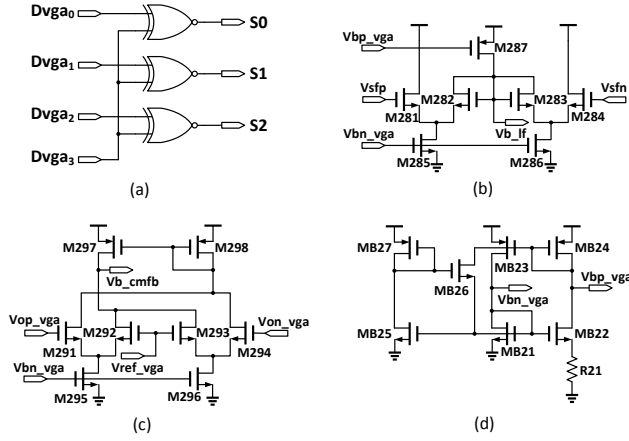 Dvga0
S0
Dvga1
S1
Dvga2
S2
Dvga3
(a)
Vbp_vga
M287
Vsfp
M282
M283
Vsfn
M281
M284
Vbn_vga
Vb_lf
M285
M286
(b)
M297
M298
Vb_cmfb
Vop_vga
M292
M293
Von_vga
M291
M294
Vbn_vga
Vref_vga
M295
M296
(c)
MB27
MB23
MB24
MB26
Vbn_vga
Vbp_vga
MB25
MB21
MB22
R21
(d)